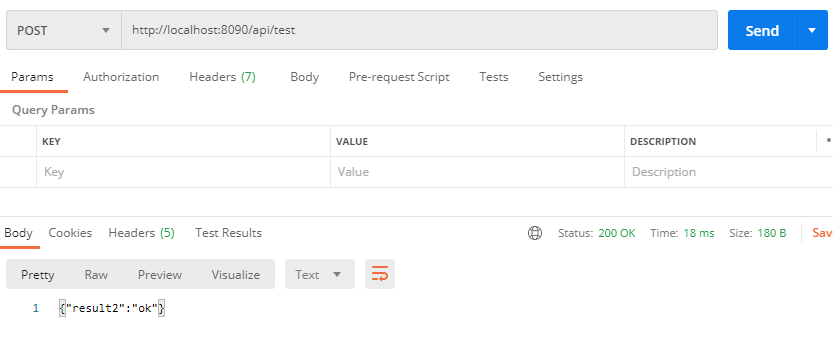 POST http://localhost:8090/api/test Send
Params Authorization Headers (7) Body Pre-request Script Tests Settings
Query Params
KEY VALUE DESCRIPTION
Key Value Description
Body Cookies Headers (5) Test Results Status: 200 OK Time: 18 ms Size: 180 B Sav
Pretty Raw Preview Visualize Text
1 {"result2":"ok"}